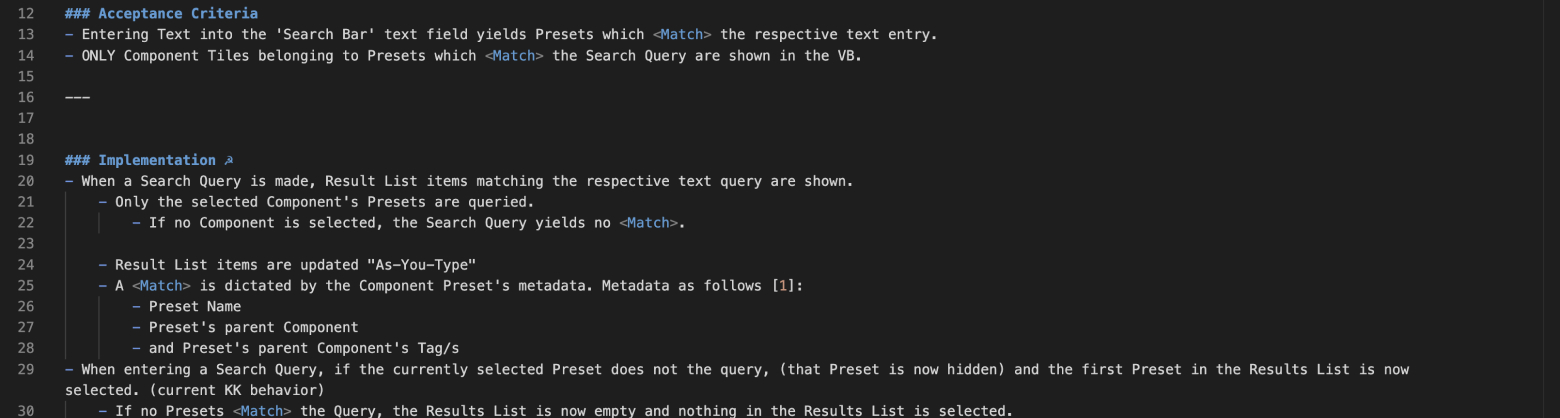 12 ### Acceptance Criteria
13 - Entering Text into the 'Search Bar' text field yields Presets which <Match> the respective text entry.
14 - ONLY Component Tiles belonging to Presets which <Match> the Search Query are shown in the VB.
15
16 ---
17
18
19 ### Implementation ☭
20 - When a Search Query is made, Result List items matching the respective text query are shown.
21 - Only the selected Component's Presets are queried.
22 - If no Component is selected, the Search Query yields no <Match>.
23
24 - Result List items are updated "As-You-Type"
25 - A <Match> is dictated by the Component Preset's metadata. Metadata as follows [1]:
26 - Preset Name
27 - Preset's parent Component
28 - and Preset's parent Component's Tag/s
29 - When entering a Search Query, if the currently selected Preset does not the query, (that Preset is now hidden) and the first Preset in the Results List is now
selected. (current KK behavior)
30 - If no Presets <Match> the Query, the Results List is now empty and nothing in the Results List is selected.